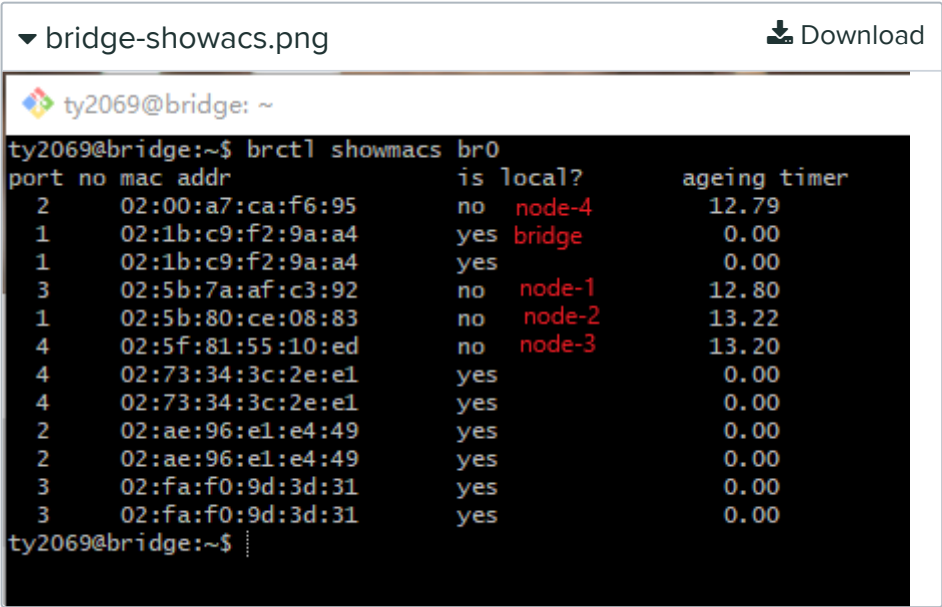 bridge-showacs.png Download
ty2069@bridge: ~
ty2069@bridge:~$ brctl showmacs br0
port no mac addr is local? ageing timer
2 02:00:a7:ca:f6:95 no node-4 12.79
1 02:1b:c9:f2:9a:a4 yes bridge 0.00
1 02:1b:c9:f2:9a:a4 yes 0.00
3 02:5b:7a:af:c3:92 no node-1 12.80
1 02:5b:80:ce:08:83 no node-2 13.22
4 02:5f:81:55:10:ed no node-3 13.20
4 02:73:34:3c:2e:e1 yes 0.00
4 02:73:34:3c:2e:e1 yes 0.00
2 02:ae:96:e1:e4:49 yes 0.00
2 02:ae:96:e1:e4:49 yes 0.00
3 02:fa:f0:9d:3d:31 yes 0.00
3 02:fa:f0:9d:3d:31 yes 0.00
ty2069@bridge:~$